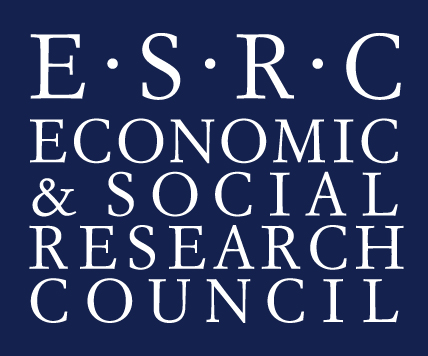 E·S·R·C
ECONOMIC
& SOCIAL
RESEARCH
COUNCIL